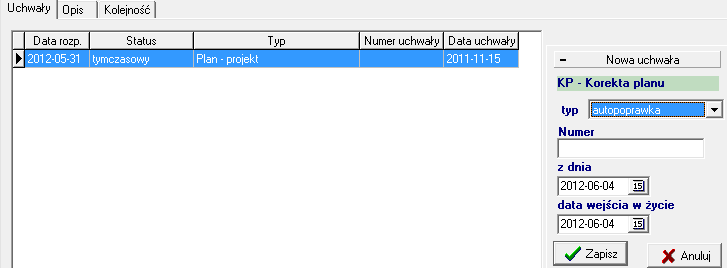 Uchwały Opis Kolejność
Data rozp. Status Typ Numer uchwały Data uchwały
2012-05-31 tymczasowy Plan - projekt 2011-11-15
– Nowa uchwała
KP - Korekta planu
typ autopoprawka
Numer
z dnia
2012-06-04 15
data wejścia w życie
2012-06-04 15
Zapisz Anuluj